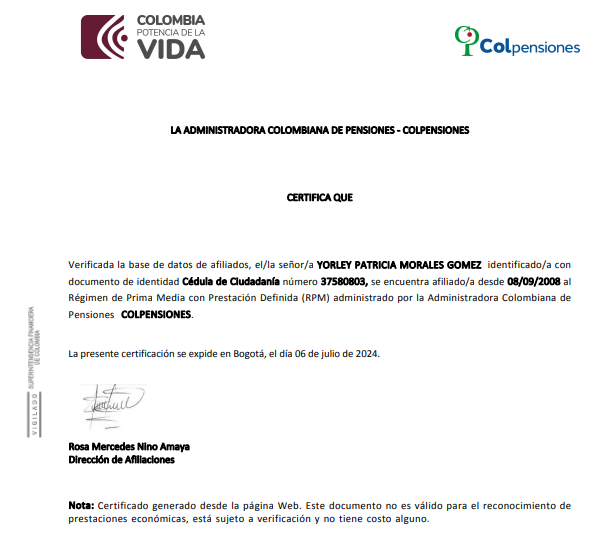 COLOMBIA
POTENCIA DE LA
VIDA
Colpensiones
LA ADMINISTRADORA COLOMBIANA DE PENSIONES - COLPENSIONES
CERTIFICA QUE
Verificada la base de datos de afiliados, el/la señor/a YORLEY PATRICIA MORALES GOMEZ identificado/a con
documento de identidad Cédula de Ciudadanía número 37580803, se encuentra afiliado/a desde 08/09/2008 al
Régimen de Prima Media con Prestación Definida (RPM) administrado por la Administradora Colombiana de
Pensiones COLPENSIONES.
La presente certificación se expide en Bogotá, el día 06 de julio de 2024.
VIGILADO SUPERINTENDENCIA FINANCIERA
DE COLOMBIA
Rosa Mercedes Nino Amaya
Dirección de Afiliaciones
Nota: Certificado generado desde la página Web. Este documento no es válido para el reconocimiento de
prestaciones económicas, está sujeto a verificación y no tiene costo alguno.